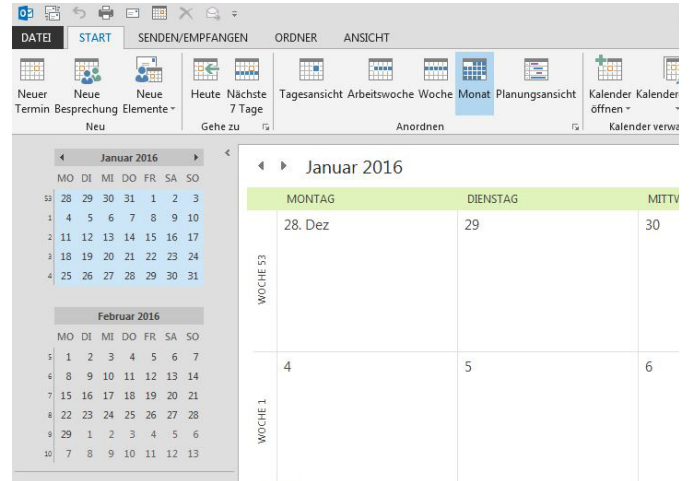 DATEI START SENDEN/EMPFANGEN ORDNER ANSICHT
Neuer Neue Neue Heute Nächste Tagesansicht Arbeitswoche Woche Monat Planungsansicht Kalender Kalender
Termin Besprechung Elemente 7 Tage öffnen
Neu Gehe zu Anordnen Kalender verwa
Januar 2016
MO DI MI DO FR SA SO
53 28 29 30 31 1 2 3
1 4 5 6 7 8 9 10
2 11 12 13 14 15 16 17
3 18 19 20 21 22 23 24
4 25 26 27 28 29 30 31
Februar 2016
MO DI MI DO FR SA SO
5 1 2 3 4 5 6 7
6 8 9 10 11 12 13 14
7 15 16 17 18 19 20 21
8 22 23 24 25 26 27 28
9 29 1 2 3 4 5 6
10 7 8 9 10 11 12 13
Januar 2016
MONTAG DIENSTAG MITTW
28. Dez 29 30
WOCHE 53
4 5 6
WOCHE 1